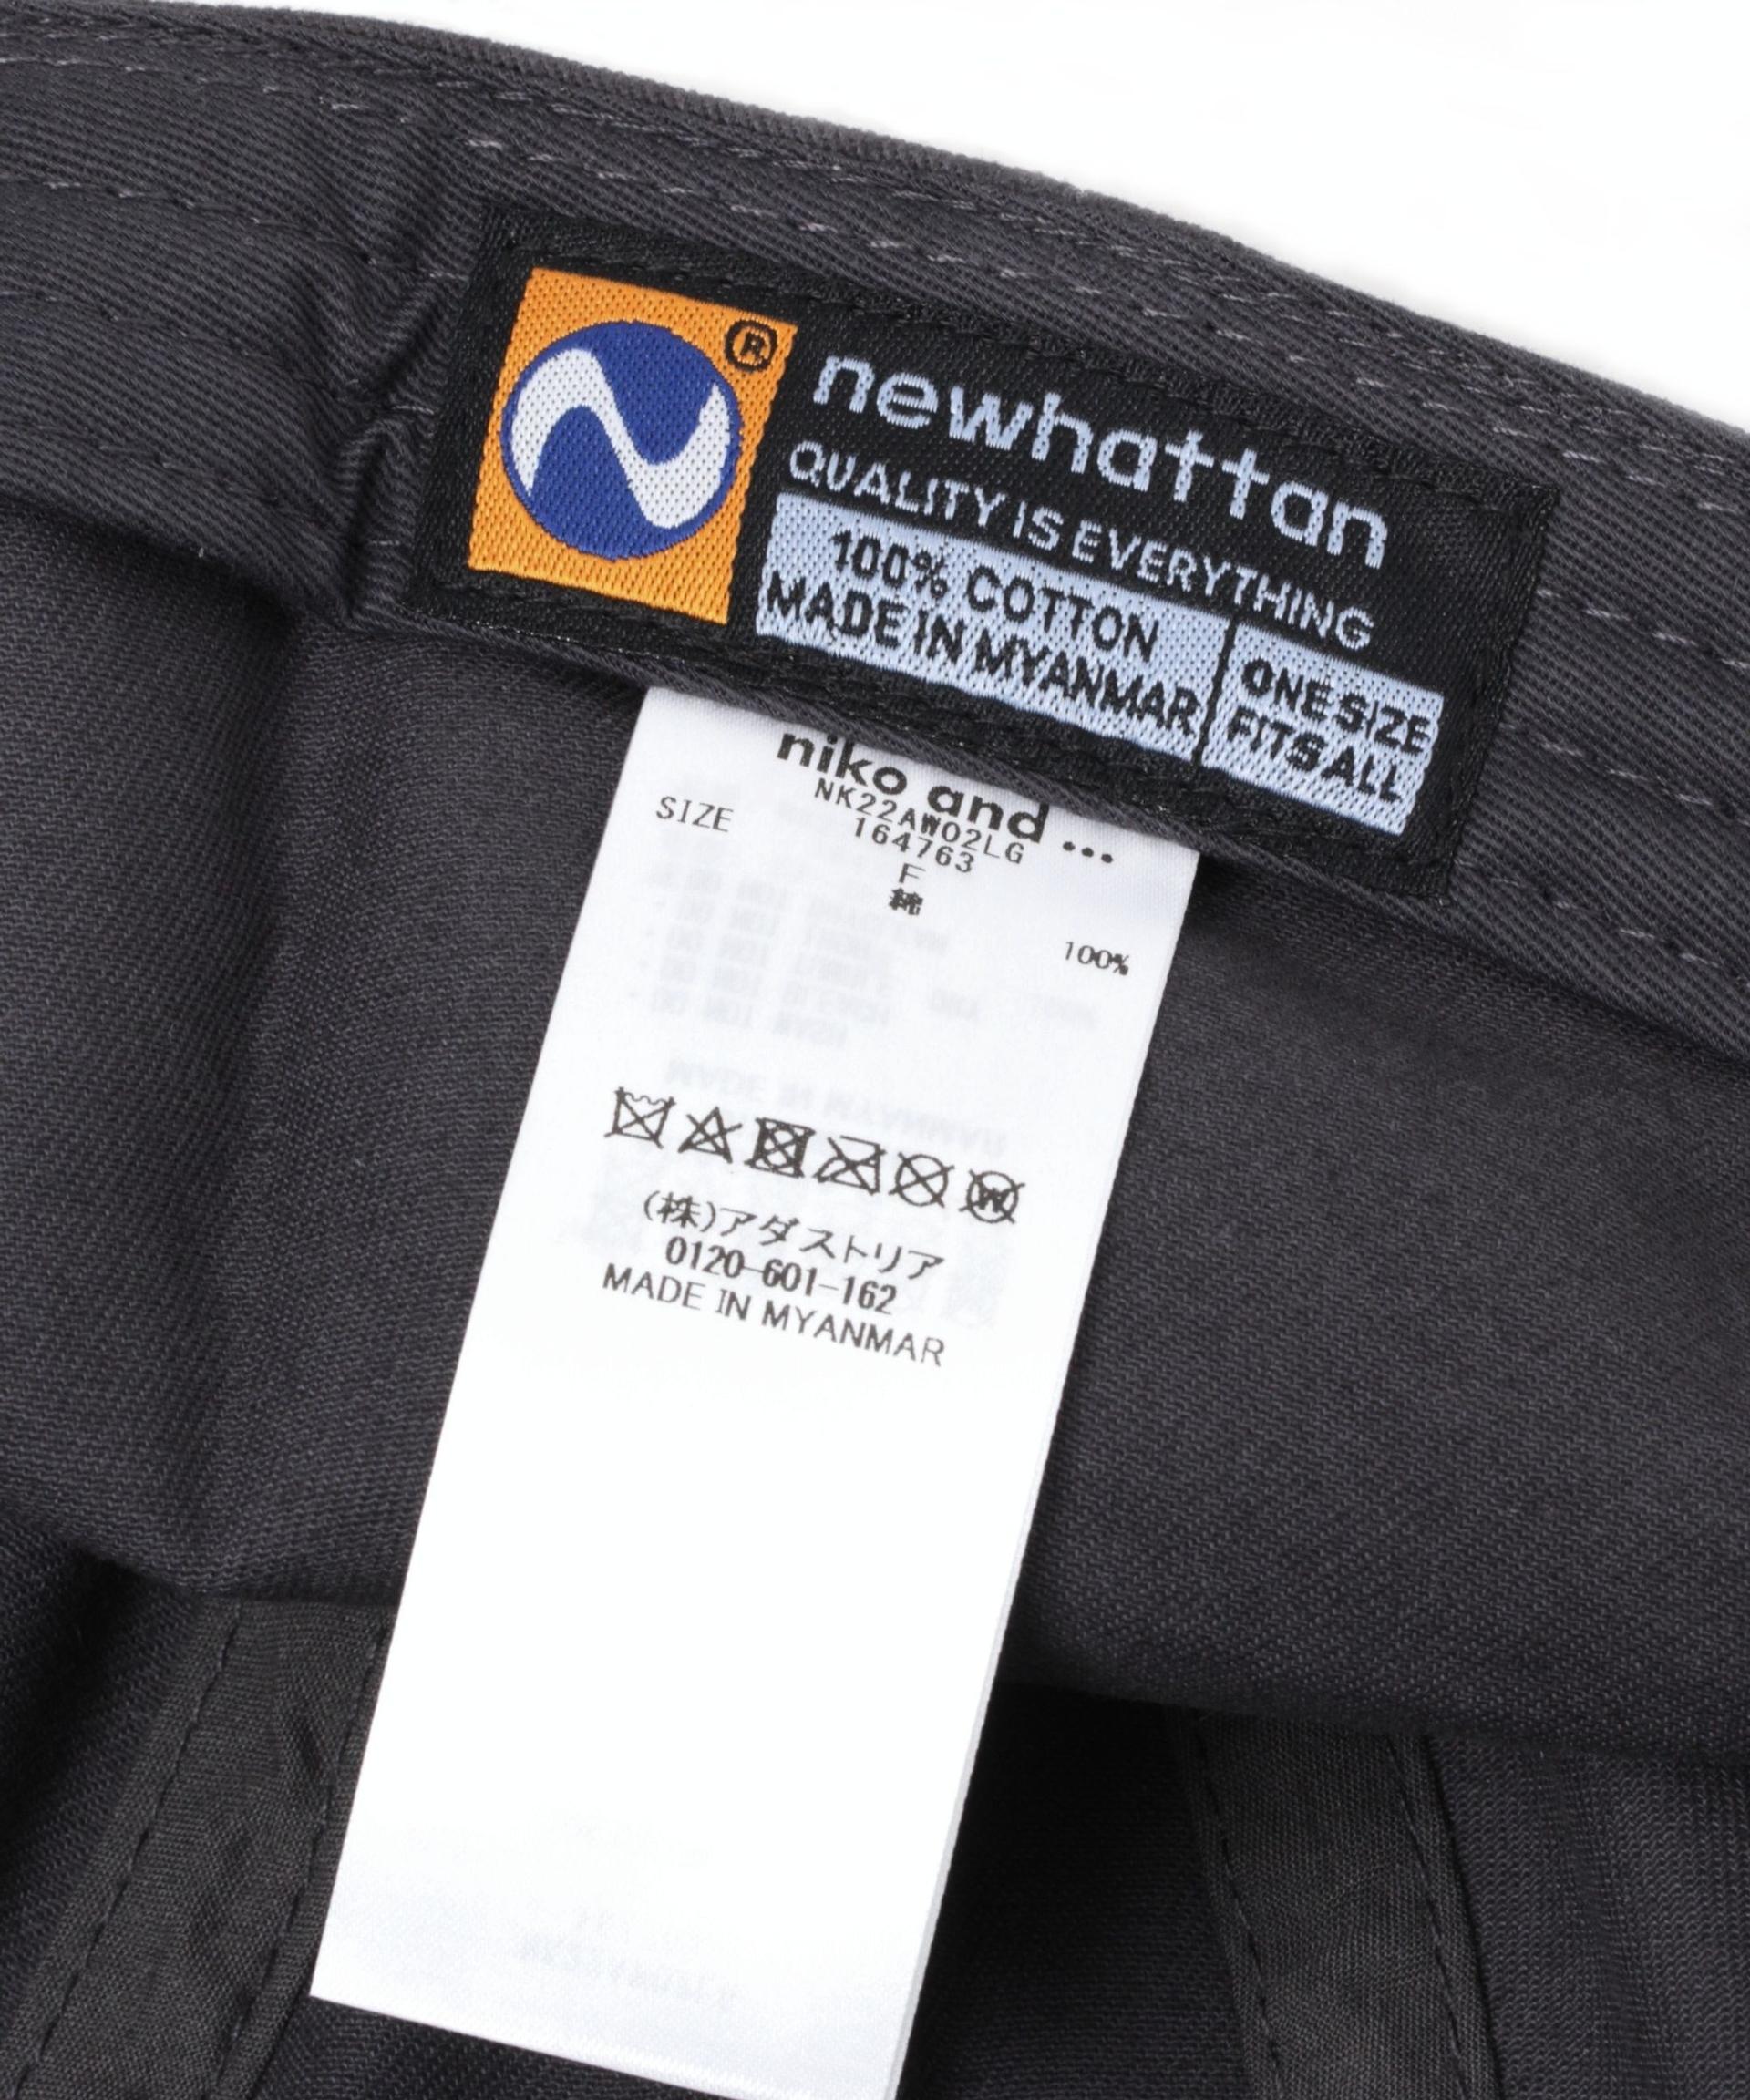 ®
newhattan
QUALITY IS EVERYTHING
100% COTTON
MADE IN MYANMAR
ONE SIZE
FITS ALL
niko and ...
NK22AW02LG
164763
SIZE F
綿 100%
(株)アダストリア
0120-601-162
MADE IN MYANMAR